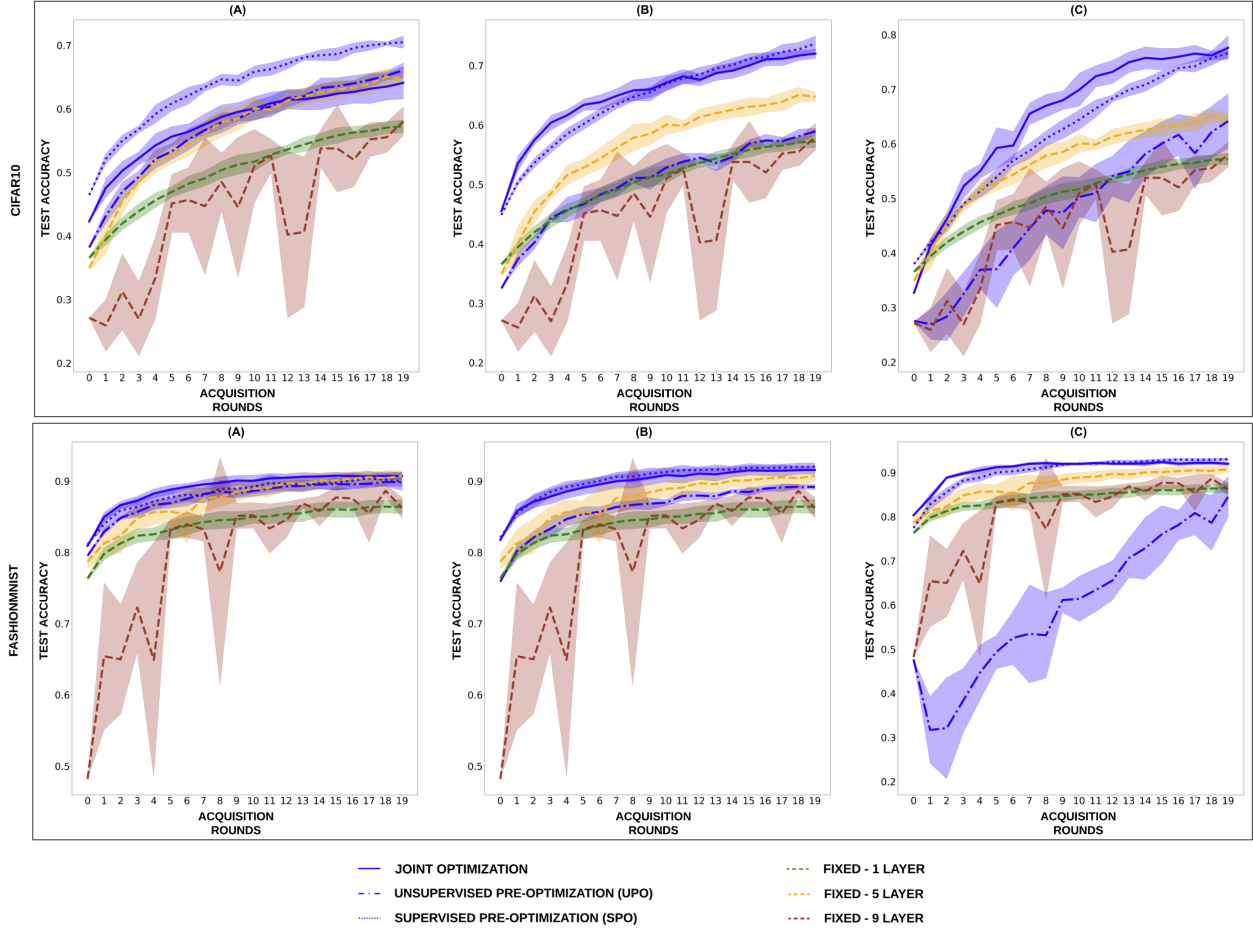 (A)
(B)
(C)
CIFAR10
TEST ACCURACY
0.7
0.6
0.5
0.4
0.3
0.2
0 1 2 3 4 5 6 7 8 9 10 11 12 13 14 15 16 17 18 19
ACQUISITION
ROUNDS
TEST ACCURACY
0.7
0.6
0.5
0.4
0.3
0.2
0 1 2 3 4 5 6 7 8 9 10 11 12 13 14 15 16 17 18 19
ACQUISITION
ROUNDS
TEST ACCURACY
0.8
0.7
0.6
0.5
0.4
0.3
0.2
0 1 2 3 4 5 6 7 8 9 10 11 12 13 14 15 16 17 18 19
ACQUISITION
ROUNDS
(A)
(B)
(C)
FASHIONMNIST
TEST ACCURACY
0.9
0.8
0.7
0.6
0.5
0 1 2 3 4 5 6 7 8 9 10 11 12 13 14 15 16 17 18 19
ACQUISITION
ROUNDS
TEST ACCURACY
0.9
0.8
0.7
0.6
0.5
0 1 2 3 4 5 6 7 8 9 10 11 12 13 14 15 16 17 18 19
ACQUISITION
ROUNDS
TEST ACCURACY
0.9
0.8
0.7
0.6
0.5
0.4
0.3
0.2
0 1 2 3 4 5 6 7 8 9 10 11 12 13 14 15 16 17 18 19
ACQUISITION
ROUNDS
JOINT OPTIMIZATION
UNSUPERVISED PRE-OPTIMIZATION (UPO)
SUPERVISED PRE-OPTIMIZATION (SPO)
FIXED - 1 LAYER
FIXED - 5 LAYER
FIXED - 9 LAYER